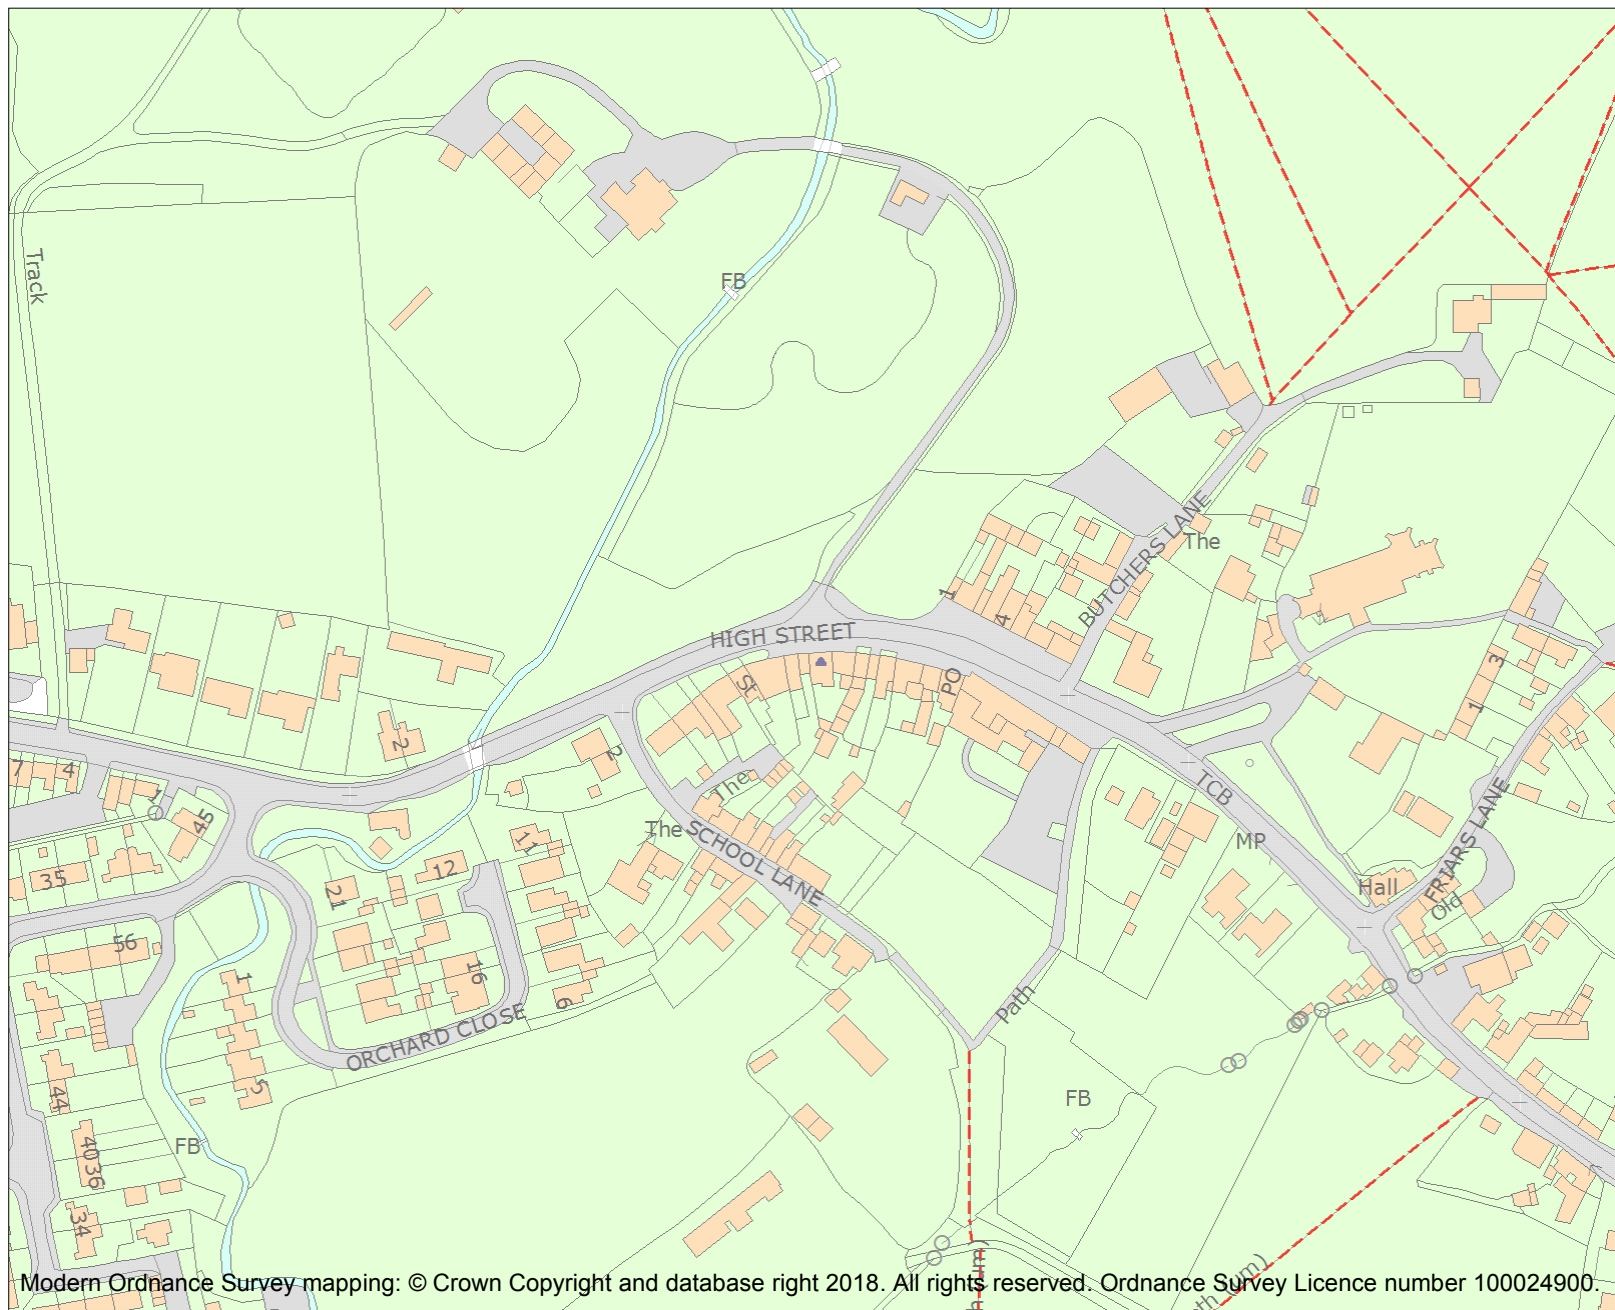 Track
FB
BUTCHERS LANE
The
1
4
HIGH STREET
St
PO
2
2
7
4
1
45
The
The
SCHOOL LANE
TCB
MP
3
1
FRIARS LANE
Hall
Old
35
21
12
11
56
1
16
6
ORCHARD CLOSE
5
Path
FB
44
40
36
34
FB
Modern Ordnance Survey mapping: © Crown Copyright and database right 2018. All rights reserved. Ordnance Survey Licence number 100024900.